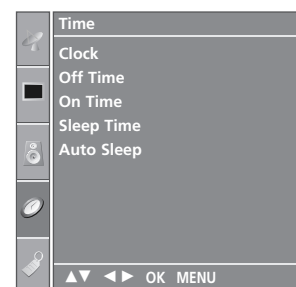 Time
Clock
Off Time
On Time
Sleep Time
Auto Sleep
▲▼ ◄► OK MENU